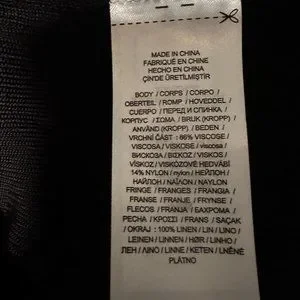 MADE IN CHINA
FABRIQUÉ EN CHINE
HECHO EN CHINA
ÇİN'DE ÜRETİLMİŞTİR
BODY / CORPS / CORPO /
OBERTEIL / ROMP / HOVEDDEL /
CUERPO / ПЕРЕД И СПИНКА /
КОРПУС / ΣΩΜΑ / BRUK (KROPP) /
ANVÄND (KROPP) / BEDEN /
VRCHNÍ ČÁST : 86% VISCOSE /
VISCOSA / VISKOSE / viscosa /
ВИСКОЗА / ΒΙΣΚΟΖ / VISKOS /
VİSKOZ / VISKÓZOVÉ HEDVÁBÍ
14% NYLON / nylon / НЕЙЛОН /
НАЙЛОН / ΝΑΪΛΟΝ / NAYLON
FRINGE / FRANGES / FRANGIA /
FRANSE / FRANJE / FRYNSE /
FLECOS / FRANJA / БАХРОМА /
РЕСНА / ΚΡΟΣΣΙ / FRANS / SAÇAK
/ OKRAJ : 100% LINEN / LIN / LINO /
LEINEN / LINNEN / HØR / LINHO /
ЛЕН / ΛΙΝΟ / LINNE / KETEN / LNĚNÉ
PLÁTNO